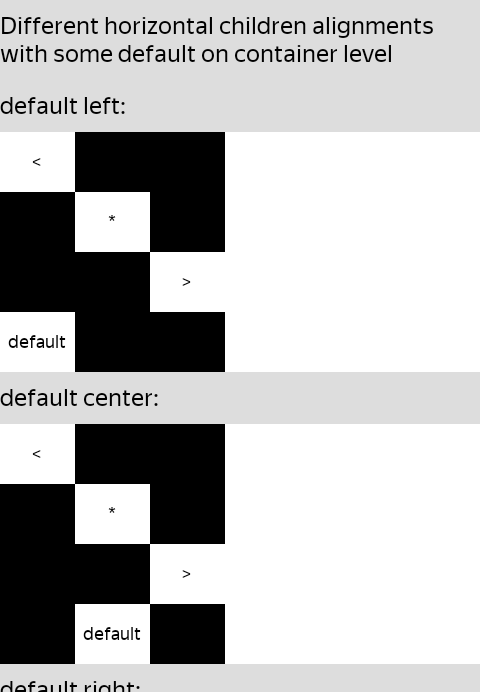 Different horizontal children alignments
with some default on container level
default left:
<
*
>
default
default center:
<
*
>
default
default right: